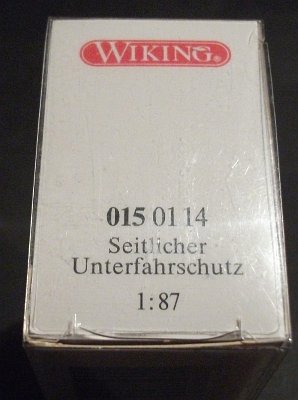 WIKING®
015 01 14
Seitlicher
Unterfahrschutz
1:87